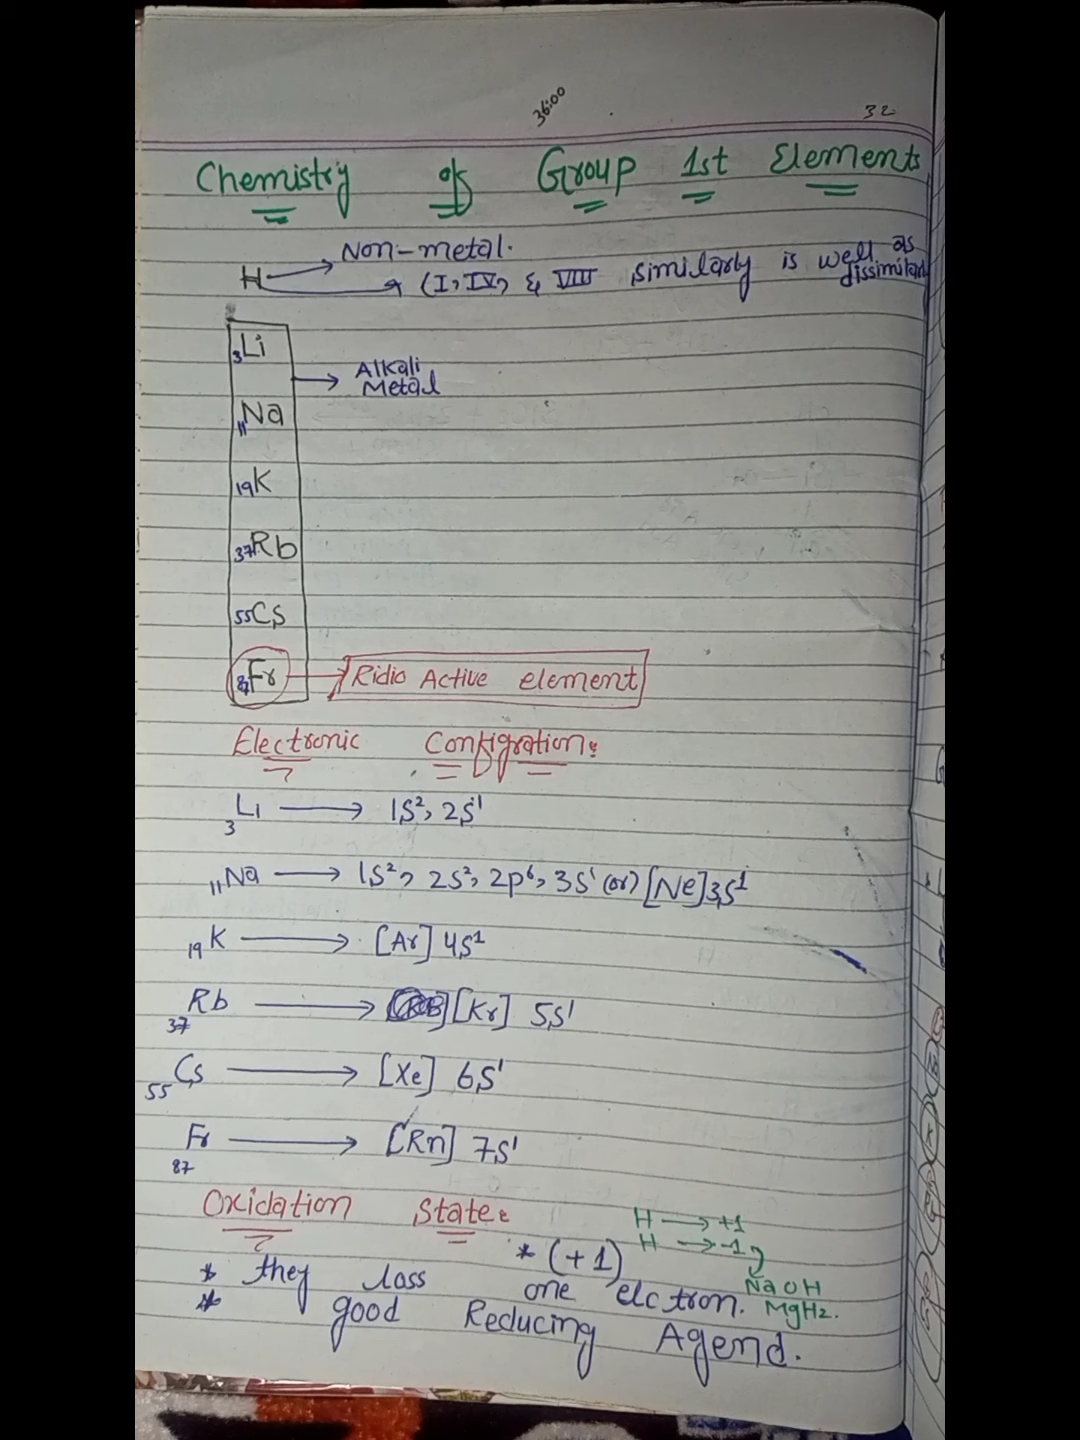 36:00
32
Chemistry of Group 1st Elements
H → Non-metal.
→ (I, IV, & VIII similarly is well as dissimilarly
3Li
→ Alkali Metal
11Na
19K
37Rb
55Cs
87Fr → Ridio Active element
Electronic Configration:
3Li → 1S², 2S¹
11Na → 1S², 2S², 2p⁶, 3S¹ (or) [Ne]3S¹
19K → [Ar] 4S¹
37Rb → [Kr] 5S¹
55Cs → [Xe] 6S¹
87Fr → [Rn] 7S¹
Oxidation State:
H → +1
H → -1
* (+1)
NaOH
MgH2.
* they loss one elctron.
* good Reducing Agend.